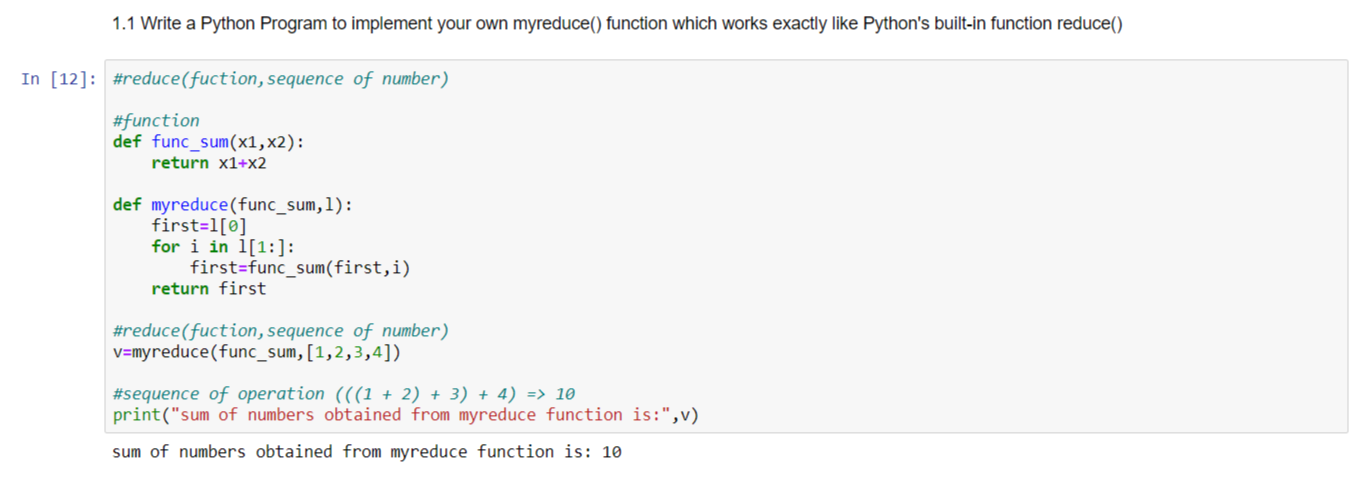 1.1 Write a Python Program to implement your own myreduce() function which works exactly like Python's built-in function reduce()
In [12]: #reduce(fuction,sequence of number)
#function
def func_sum(x1,x2):
    return x1+x2
def myreduce(func_sum,l):
    first=l[0]
    for i in l[1:]:
        first=func_sum(first,i)
    return first
#reduce(fuction,sequence of number)
v=myreduce(func_sum,[1,2,3,4])
#sequence of operation (((1 + 2) + 3) + 4) => 10
print("sum of numbers obtained from myreduce function is:",v)
sum of numbers obtained from myreduce function is: 10